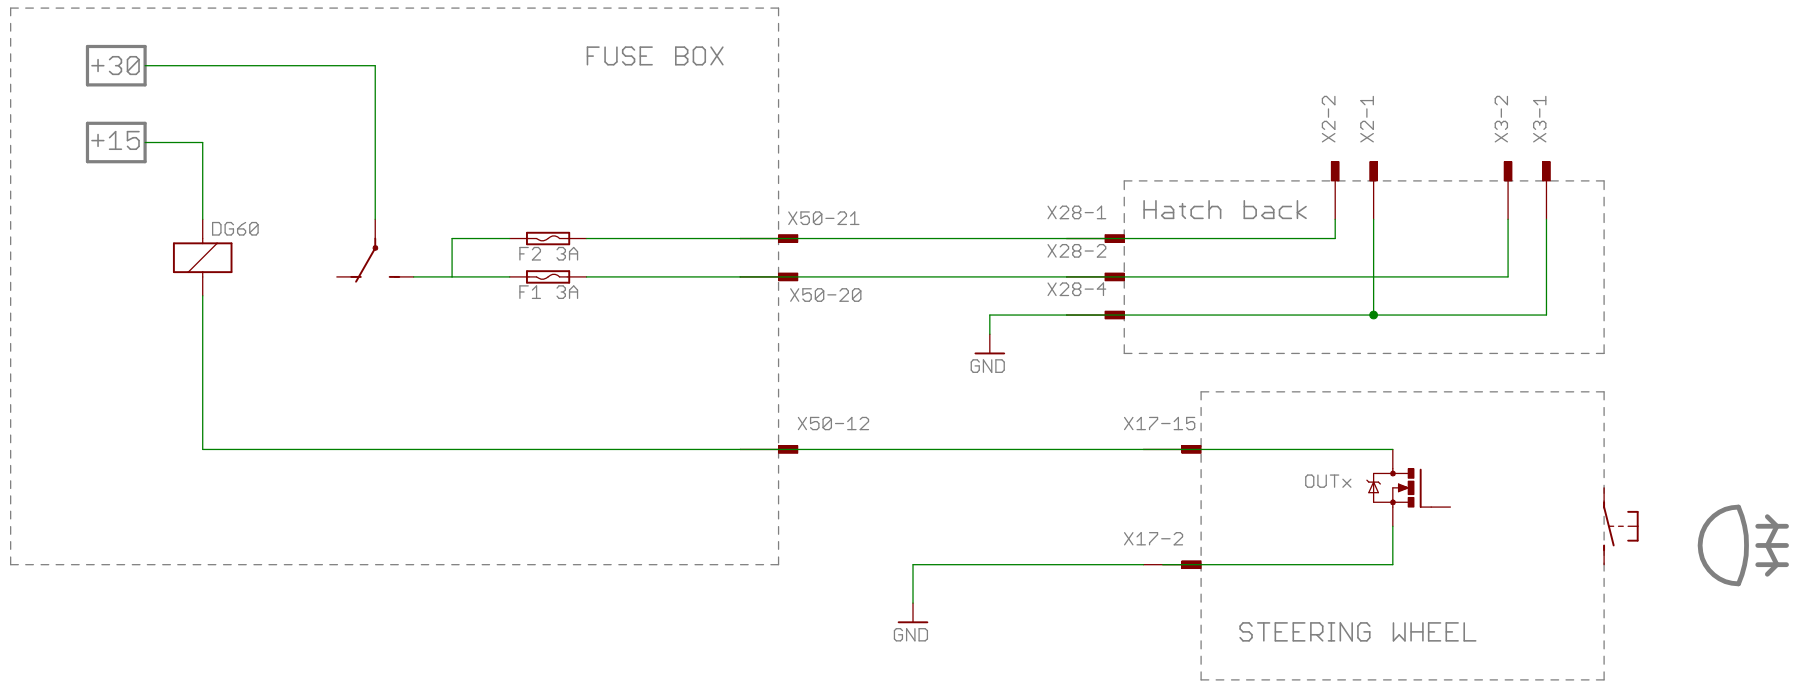 FUSE BOX
+30
+15
DG60
F2 3A
F1 3A
X50-21
X50-20
X50-12
X28-1
X28-2
X28-4
GND
X2-2
X2-1
X3-2
X3-1
Hatch back
X17-15
OUTx
X17-2
GND
STEERING WHEEL